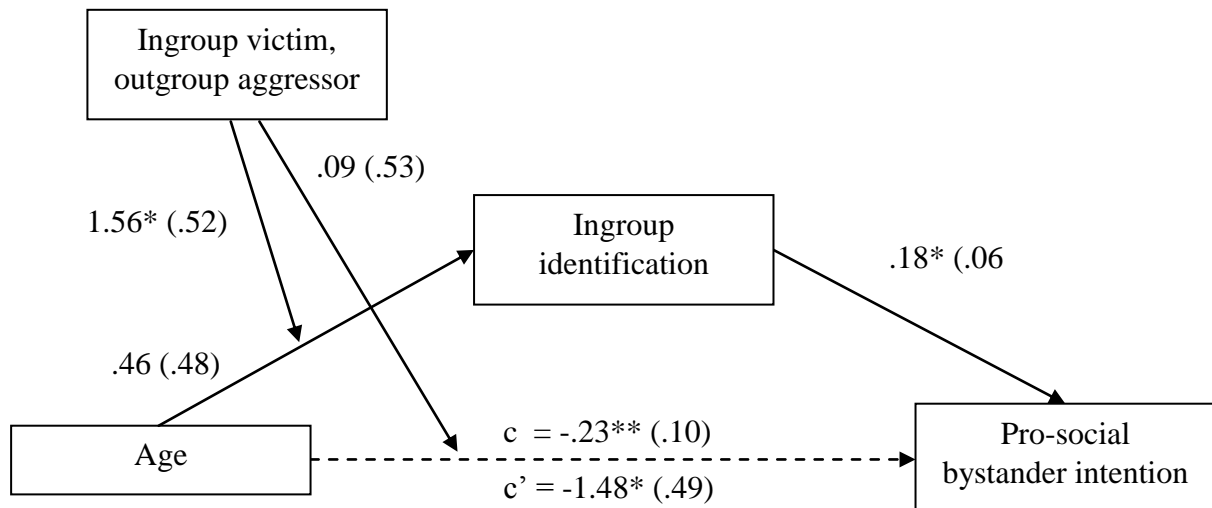 Ingroup victim,
outgroup aggressor
.09 (.53)
1.56* (.52)
Ingroup
identification
.18* (.06
.46 (.48)
Age
c = -.23** (.10)
c’ = -1.48* (.49)
Pro-social
bystander intention